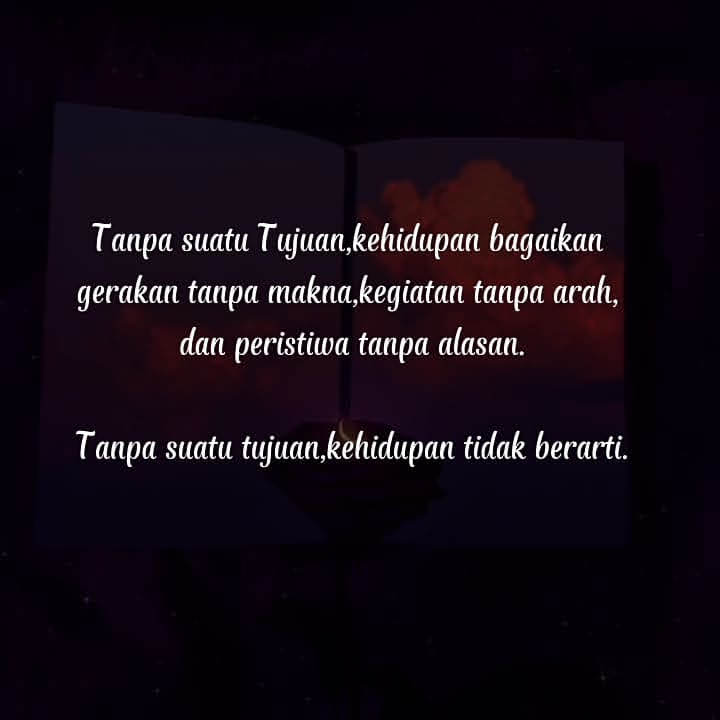 Tanpa suatu Tujuan,kehidupan bagaikan
gerakan tanpa makna,kegiatan tanpa arah,
dan peristiwa tanpa alasan.
Tanpa suatu tujuan,kehidupan tidak berarti.